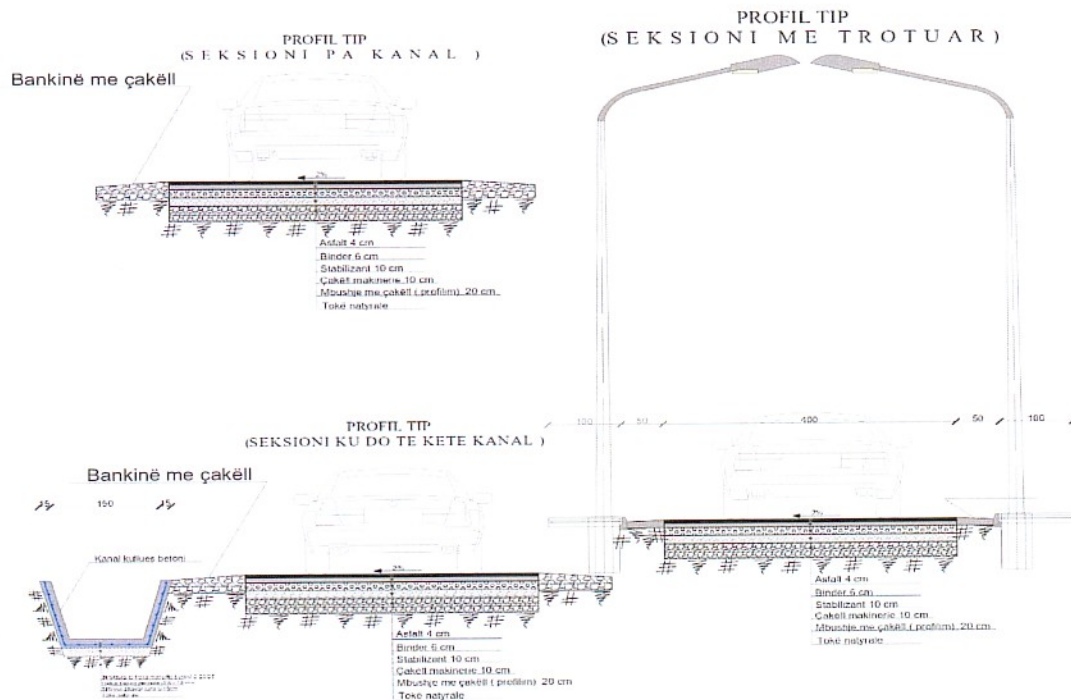 PROFIL TIP
(SEKSIONI PA KANAL )
Bankinë me çakëll
2%
Asfalt 4 cm
Binder 6 cm
Stabilizant 10 cm
Çakëll makinerie 10 cm
Mbushje me çakëll ( profilim) 20 cm
Tokë natyrale
PROFIL TIP
(SEKSIONI ME TROTUAR)
100 50 400 50 100
2%
Asfalt 4 cm
Binder 6 cm
Stabilizant 10 cm
Çakëll makinerie 10 cm
Mbushje me çakëll ( profilim) 20 cm
Tokë natyrale
PROFIL TIP
(SEKSIONI KU DO TE KETE KANAL )
Bankinë me çakëll
15 150 15
Kanal kullues betoni
2%
Asfalt 4 cm
Binder 6 cm
Stabilizant 10 cm
Çakëll makinerie 10 cm
Mbushje me çakëll ( profilim) 20 cm
Tokë natyrale